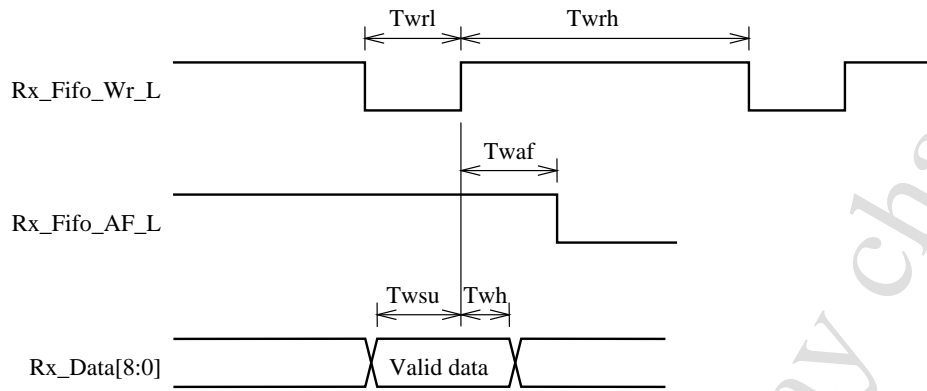 Twrl Twrh
Rx_Fifo_Wr_L
Twaf
Rx_Fifo_AF_L
Twsu Twh
Rx_Data[8:0] Valid data